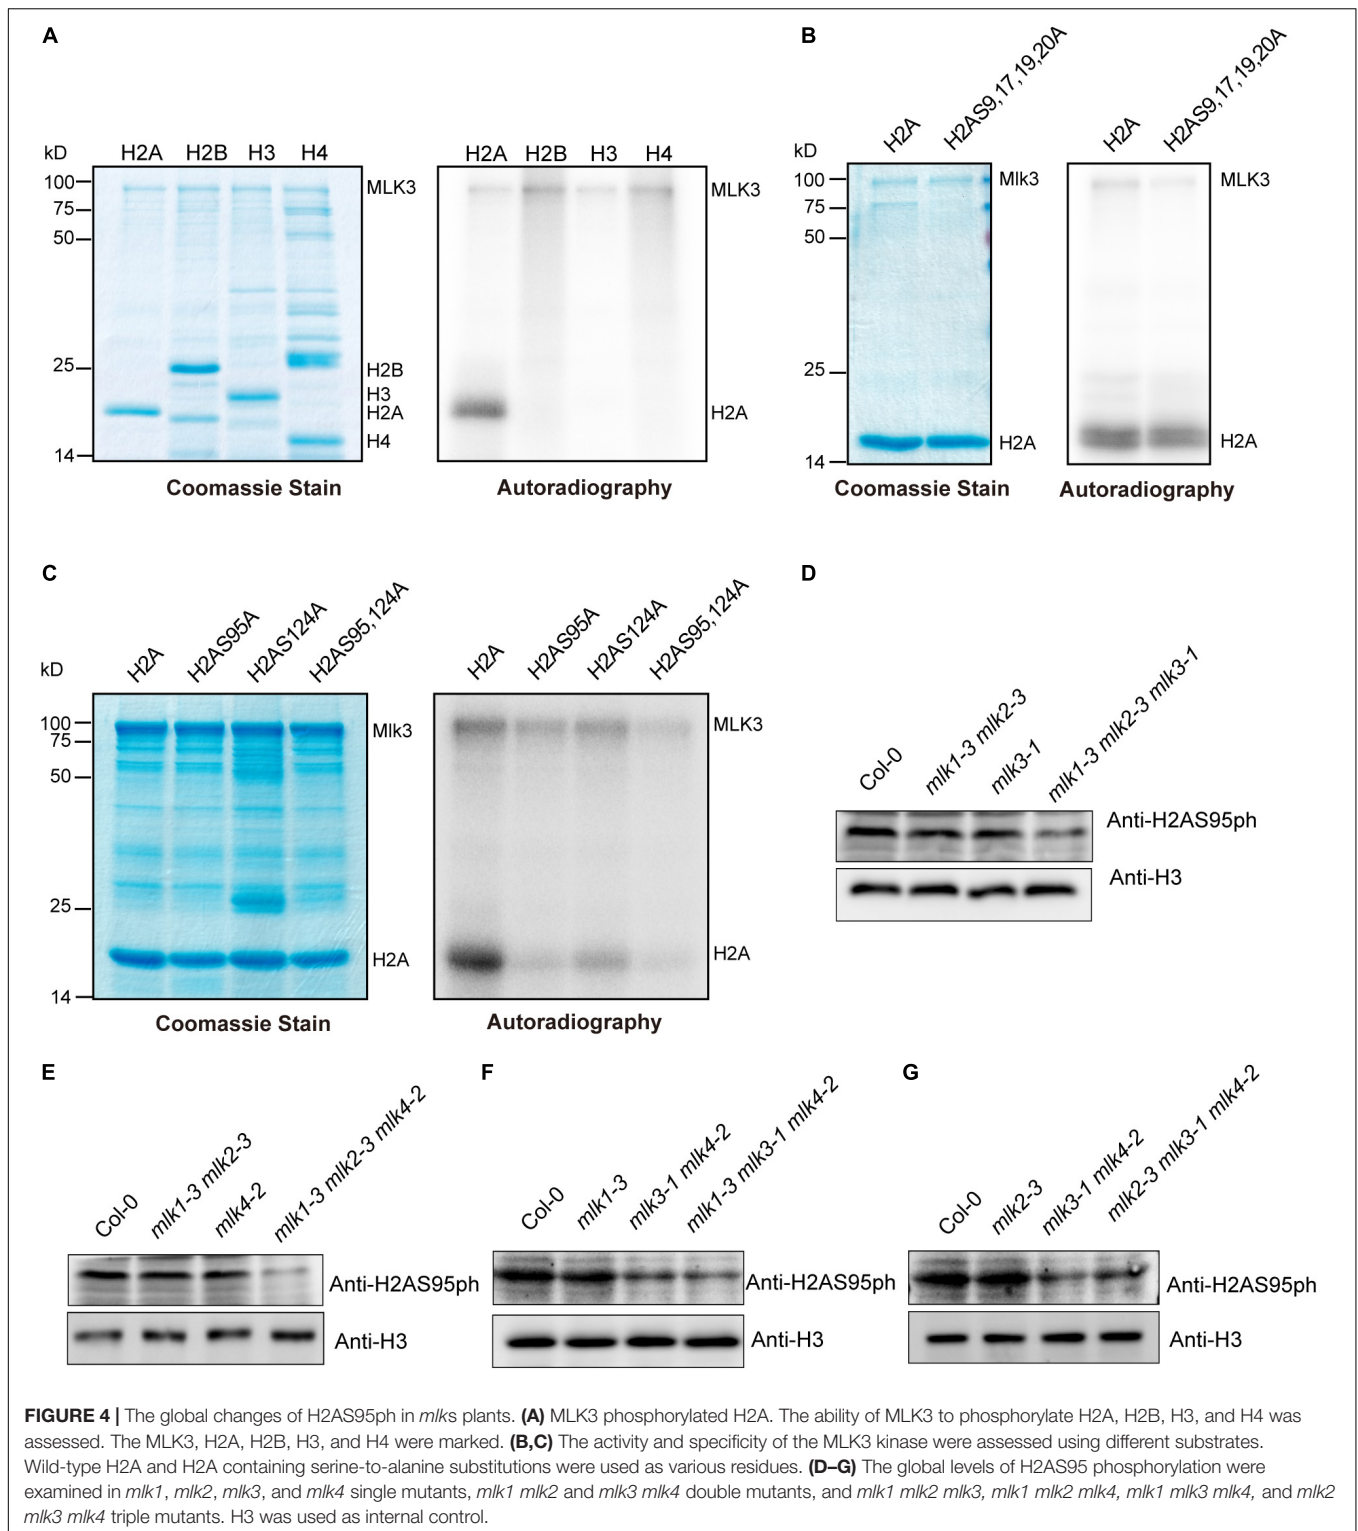 A
kD
H2A H2B H3 H4
100
75
50
25
14
MLK3
H2B
H3
H2A
H4
Coomassie Stain
H2A H2B H3 H4
MLK3
H2A
Autoradiography
B
kD
H2A
H2AS9,17,19,20A
100
75
50
25
14
Mlk3
H2A
Coomassie Stain
H2A
H2AS9,17,19,20A
MLK3
H2A
Autoradiography
C
kD
H2A
H2AS95A
H2AS124A
H2AS95,124A
100
75
50
25
14
Mlk3
H2A
Coomassie Stain
H2A
H2AS95A
H2AS124A
H2AS95,124A
MLK3
H2A
Autoradiography
D
Col-0
mlk1-3 mlk2-3
mlk3-1
mlk1-3 mlk2-3 mlk3-1
Anti-H2AS95ph
Anti-H3
E
Col-0
mlk1-3 mlk2-3
mlk4-2
mlk1-3 mlk2-3 mlk4-2
Anti-H2AS95ph
Anti-H3
F
Col-0
mlk1-3
mlk3-1 mlk4-2
mlk1-3 mlk3-1 mlk4-2
Anti-H2AS95ph
Anti-H3
G
Col-0
mlk2-3
mlk3-1 mlk4-2
mlk2-3 mlk3-1 mlk4-2
Anti-H2AS95ph
Anti-H3
FIGURE 4 | The global changes of H2AS95ph in mlks plants. (A) MLK3 phosphorylated H2A. The ability of MLK3 to phosphorylate H2A, H2B, H3, and H4 was
assessed. The MLK3, H2A, H2B, H3, and H4 were marked. (B,C) The activity and specificity of the MLK3 kinase were assessed using different substrates.
Wild-type H2A and H2A containing serine-to-alanine substitutions were used as various residues. (D–G) The global levels of H2AS95 phosphorylation were
examined in mlk1, mlk2, mlk3, and mlk4 single mutants, mlk1 mlk2 and mlk3 mlk4 double mutants, and mlk1 mlk2 mlk3, mlk1 mlk2 mlk4, mlk1 mlk3 mlk4, and mlk2
mlk3 mlk4 triple mutants. H3 was used as internal control.